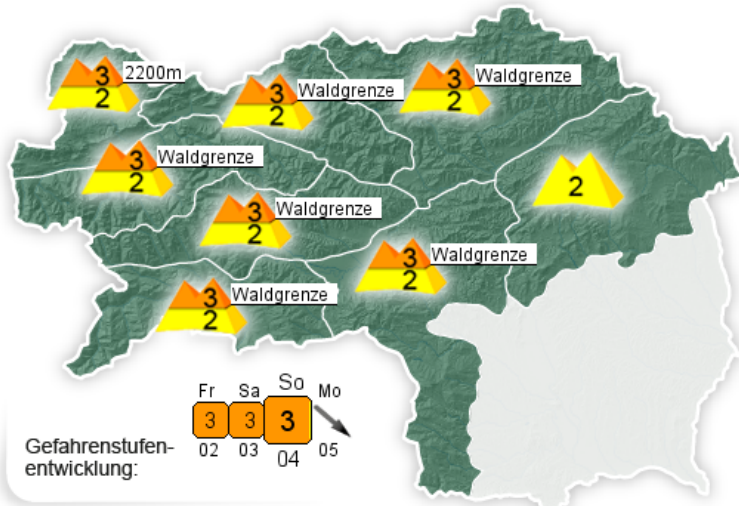 3 2200m
2
3 Waldgrenze
2
3 Waldgrenze
2
3 Waldgrenze
2
2
3 Waldgrenze
2
3 Waldgrenze
2
3 Waldgrenze
2
Fr Sa So Mo
3 3 3
02 03 04 05
Gefahrenstufen-
entwicklung: